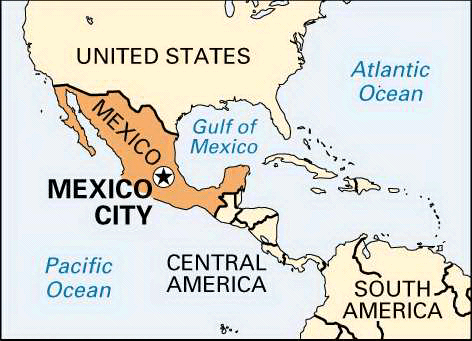 UNITED STATES
Atlantic
Ocean
MEXICO
Gulf of
Mexico
MEXICO
CITY
Pacific
Ocean
CENTRAL
AMERICA
SOUTH
AMERICA